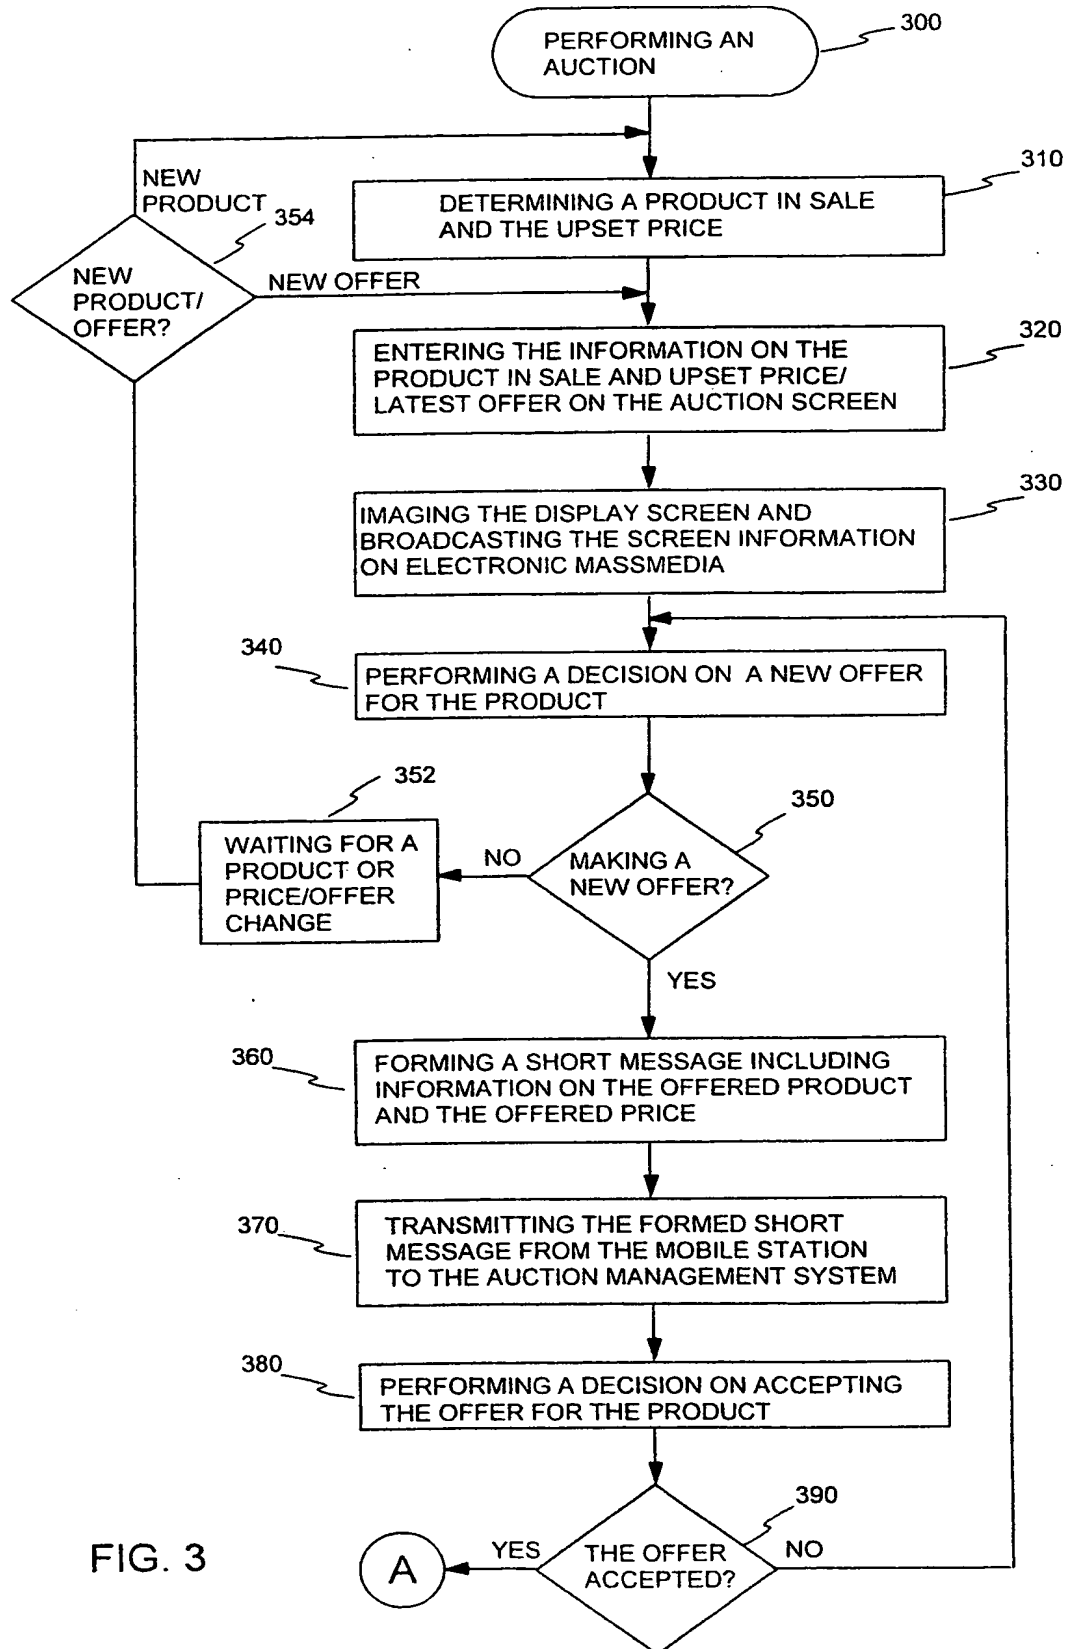 PERFORMING AN
AUCTION
300
NEW
PRODUCT
354
310
DETERMINING A PRODUCT IN SALE
AND THE UPSET PRICE
NEW
PRODUCT/
OFFER?
NEW OFFER
320
ENTERING THE INFORMATION ON THE
PRODUCT IN SALE AND UPSET PRICE/
LATEST OFFER ON THE AUCTION SCREEN
330
IMAGING THE DISPLAY SCREEN AND
BROADCASTING THE SCREEN INFORMATION
ON ELECTRONIC MASSMEDIA
340
PERFORMING A DECISION ON A NEW OFFER
FOR THE PRODUCT
352
WAITING FOR A
PRODUCT OR
PRICE/OFFER
CHANGE
NO
350
MAKING A
NEW OFFER?
YES
360
FORMING A SHORT MESSAGE INCLUDING
INFORMATION ON THE OFFERED PRODUCT
AND THE OFFERED PRICE
370
TRANSMITTING THE FORMED SHORT
MESSAGE FROM THE MOBILE STATION
TO THE AUCTION MANAGEMENT SYSTEM
380
PERFORMING A DECISION ON ACCEPTING
THE OFFER FOR THE PRODUCT
390
THE OFFER
ACCEPTED?
YES
NO
A
FIG. 3